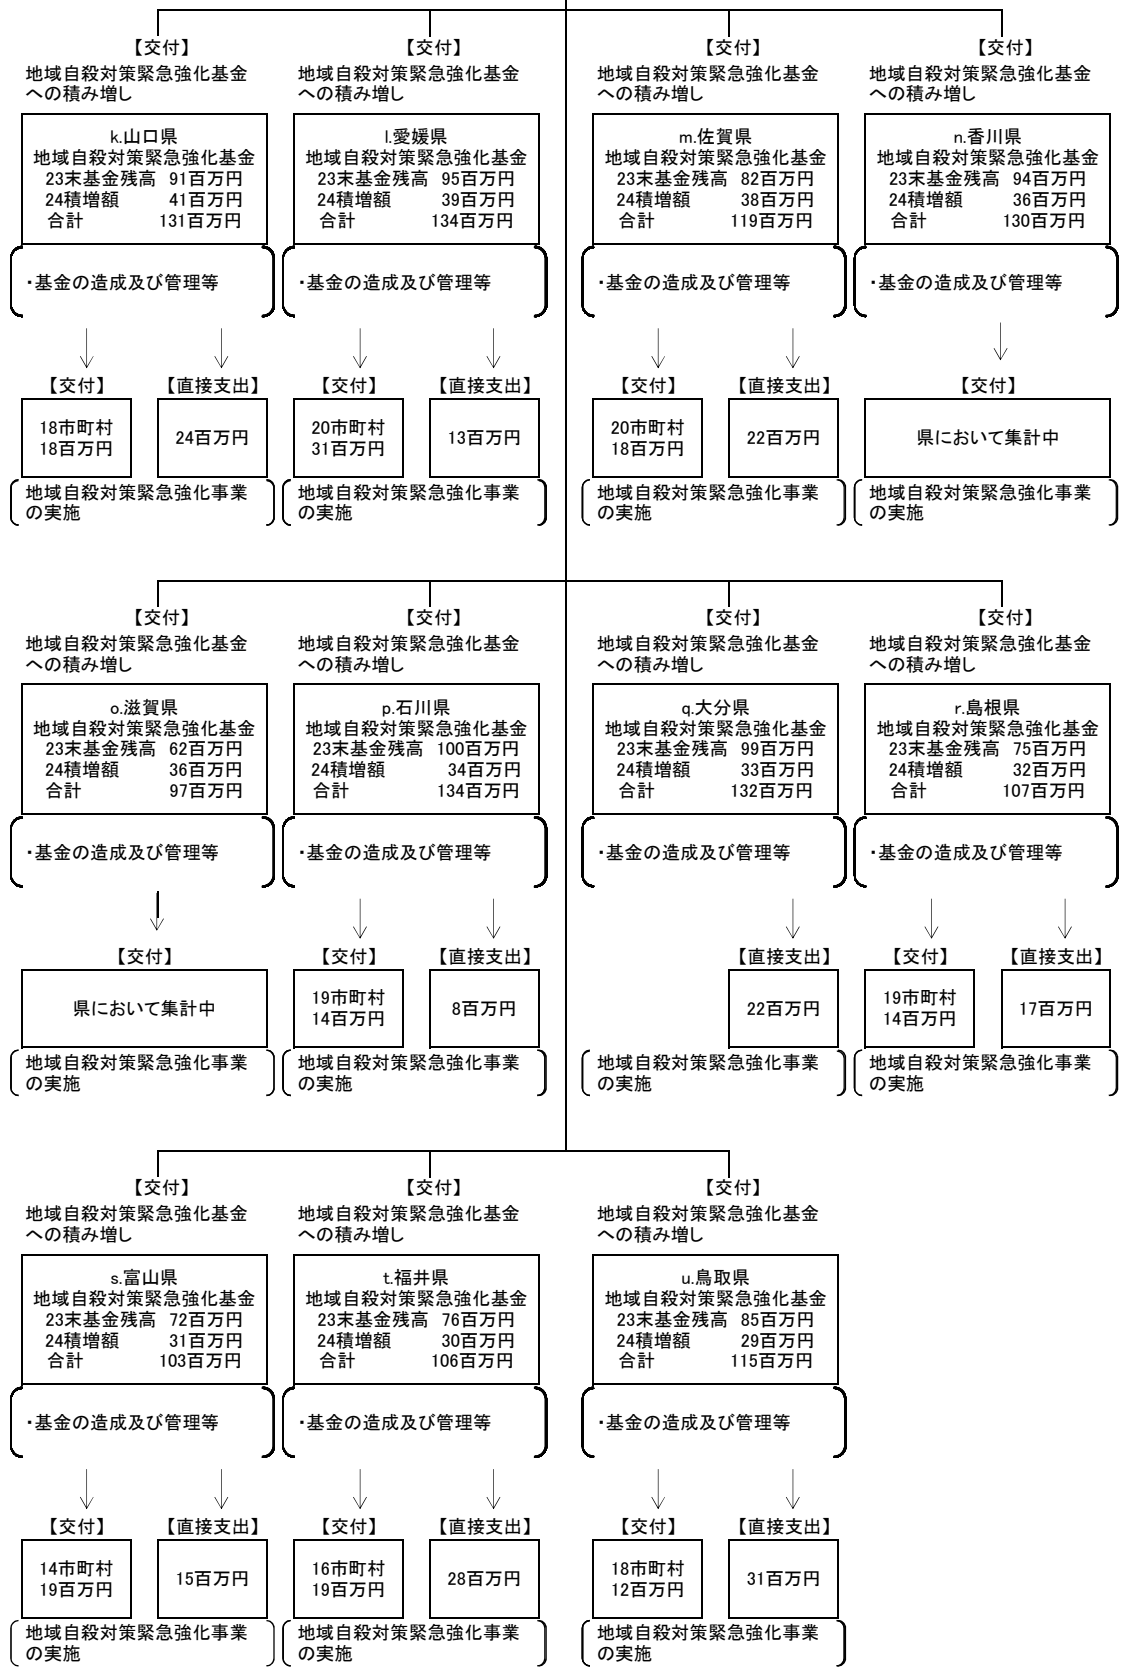 【交付】
地域自殺対策緊急強化基金
への積み増し
k.山口県
地域自殺対策緊急強化基金
23末基金残高 91百万円
24積増額 41百万円
合計 131百万円
・基金の造成及び管理等
【交付】
18市町村
18百万円
【直接支出】
24百万円
地域自殺対策緊急強化事業
の実施
【交付】
地域自殺対策緊急強化基金
への積み増し
l.愛媛県
地域自殺対策緊急強化基金
23末基金残高 95百万円
24積増額 39百万円
合計 134百万円
・基金の造成及び管理等
【交付】
20市町村
31百万円
【直接支出】
13百万円
地域自殺対策緊急強化事業
の実施
【交付】
地域自殺対策緊急強化基金
への積み増し
m.佐賀県
地域自殺対策緊急強化基金
23末基金残高 82百万円
24積増額 38百万円
合計 119百万円
・基金の造成及び管理等
【交付】
20市町村
18百万円
【直接支出】
22百万円
地域自殺対策緊急強化事業
の実施
【交付】
地域自殺対策緊急強化基金
への積み増し
n.香川県
地域自殺対策緊急強化基金
23末基金残高 94百万円
24積増額 36百万円
合計 130百万円
・基金の造成及び管理等
【交付】
県において集計中
地域自殺対策緊急強化事業
の実施
【交付】
地域自殺対策緊急強化基金
への積み増し
o.滋賀県
地域自殺対策緊急強化基金
23末基金残高 62百万円
24積増額 36百万円
合計 97百万円
・基金の造成及び管理等
【交付】
県において集計中
地域自殺対策緊急強化事業
の実施
【交付】
地域自殺対策緊急強化基金
への積み増し
p.石川県
地域自殺対策緊急強化基金
23末基金残高 100百万円
24積増額 34百万円
合計 134百万円
・基金の造成及び管理等
【交付】
19市町村
14百万円
【直接支出】
8百万円
地域自殺対策緊急強化事業
の実施
【交付】
地域自殺対策緊急強化基金
への積み増し
q.大分県
地域自殺対策緊急強化基金
23末基金残高 99百万円
24積増額 33百万円
合計 132百万円
・基金の造成及び管理等
【直接支出】
22百万円
地域自殺対策緊急強化事業
の実施
【交付】
地域自殺対策緊急強化基金
への積み増し
r.島根県
地域自殺対策緊急強化基金
23末基金残高 75百万円
24積増額 32百万円
合計 107百万円
・基金の造成及び管理等
【交付】
19市町村
14百万円
【直接支出】
17百万円
地域自殺対策緊急強化事業
の実施
【交付】
地域自殺対策緊急強化基金
への積み増し
s.富山県
地域自殺対策緊急強化基金
23末基金残高 72百万円
24積増額 31百万円
合計 103百万円
・基金の造成及び管理等
【交付】
14市町村
19百万円
【直接支出】
15百万円
地域自殺対策緊急強化事業
の実施
【交付】
地域自殺対策緊急強化基金
への積み増し
t.福井県
地域自殺対策緊急強化基金
23末基金残高 76百万円
24積増額 30百万円
合計 106百万円
・基金の造成及び管理等
【交付】
16市町村
19百万円
【直接支出】
28百万円
地域自殺対策緊急強化事業
の実施
【交付】
地域自殺対策緊急強化基金
への積み増し
u.鳥取県
地域自殺対策緊急強化基金
23末基金残高 85百万円
24積増額 29百万円
合計 115百万円
・基金の造成及び管理等
【交付】
18市町村
12百万円
【直接支出】
31百万円
地域自殺対策緊急強化事業
の実施